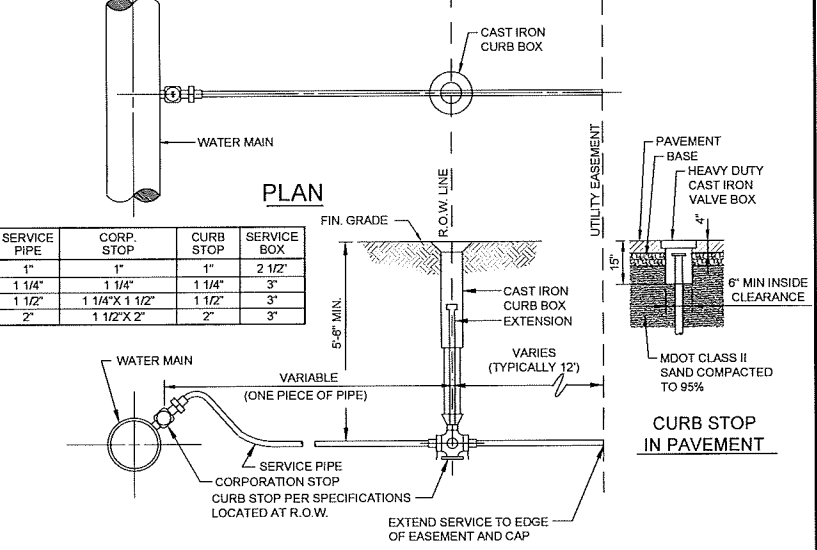 CAST IRON
CURB BOX
WATER MAIN
PLAN
R.O.W. LINE
UTILITY EASEMENT
PAVEMENT
BASE
HEAVY DUTY
CAST IRON
VALVE BOX
4"
15"
6" MIN INSIDE
CLEARANCE
MDOT CLASS II
SAND COMPACTED
TO 95%
CURB STOP
IN PAVEMENT
SERVICE PIPE CORP. STOP CURB STOP SERVICE BOX
1" 1" 1" 2 1/2"
1 1/4" 1 1/4" 1 1/4" 3"
1 1/2" 1 1/4"X 1 1/2" 1 1/2" 3"
2" 1 1/2"X 2" 2" 3"
FIN. GRADE
5'-6" MIN.
CAST IRON
CURB BOX
EXTENSION
VARIES
(TYPICALLY 12')
WATER MAIN
VARIABLE
(ONE PIECE OF PIPE)
SERVICE PIPE
CORPORATION STOP
CURB STOP PER SPECIFICATIONS
LOCATED AT R.O.W.
EXTEND SERVICE TO EDGE
OF EASEMENT AND CAP